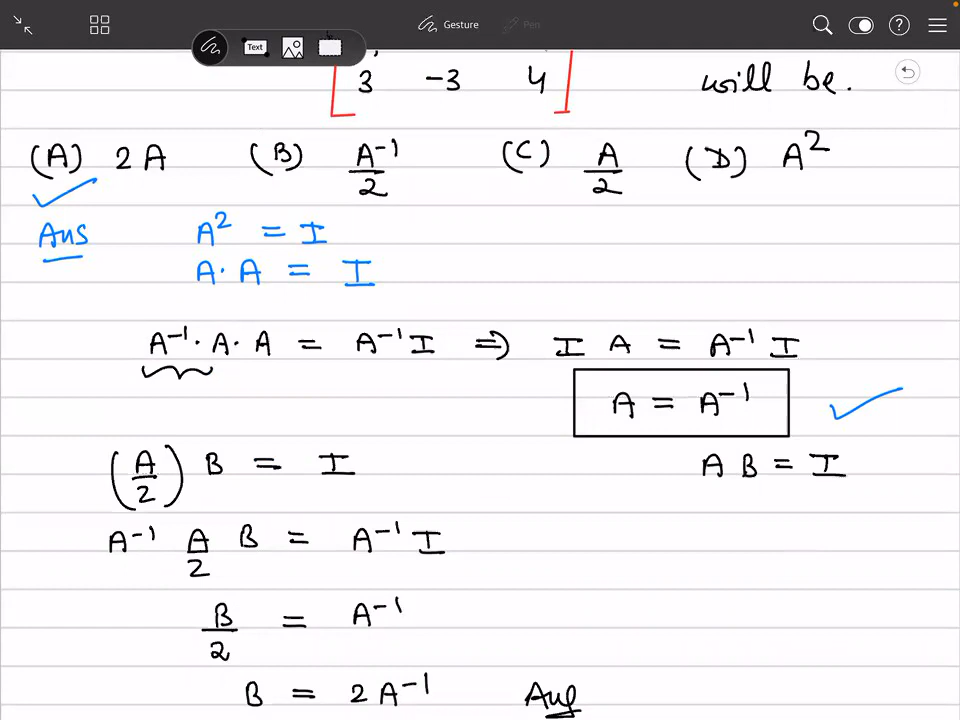 Gesture Pen
Text
3 -3 4 will be.
(A) 2A (B) A⁻¹/2 (C) A/2 (D) A²
Ans A² = I
A·A = I
A⁻¹·A·A = A⁻¹I ⇒ I A = A⁻¹ I
A = A⁻¹
(A/2) B = I A B = I
A⁻¹ A/2 B = A⁻¹ I
B/2 = A⁻¹
B = 2A⁻¹ Ans